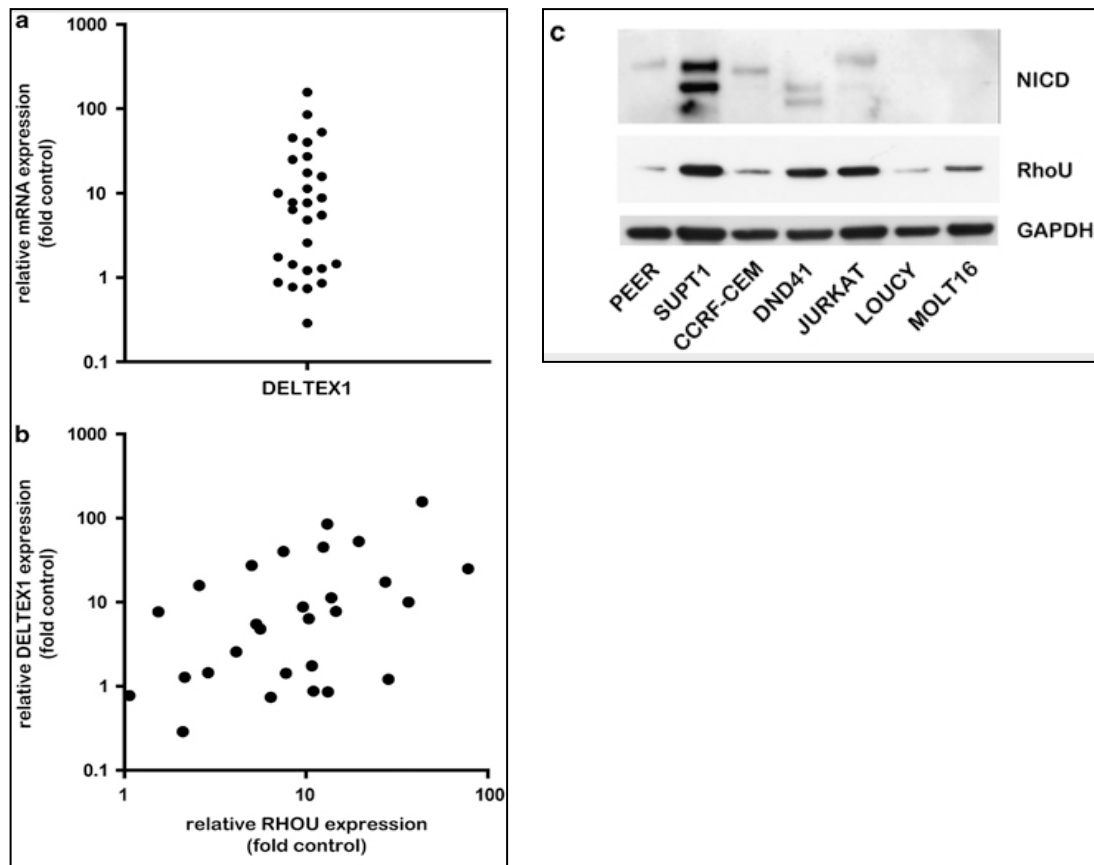 a
1000
100
10
1
0.1
relative mRNA expression
(fold control)
DELTEX1
b
1000
100
10
1
0.1
relative DELTEX1 expression
(fold control)
1 10 100
relative RHOU expression
(fold control)
c
NICD
RhoU
GAPDH
PEER
SUPT1
CCRF-CEM
DND41
JURKAT
LOUCY
MOLT16